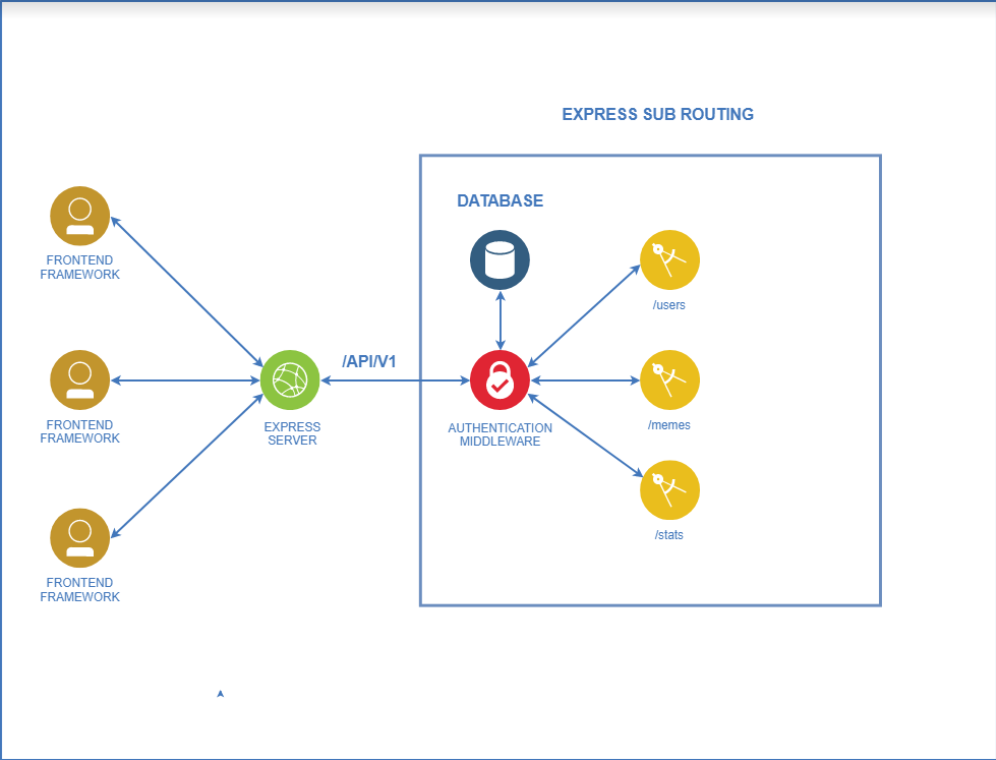 EXPRESS SUB ROUTING
DATABASE
FRONTEND
FRAMEWORK
/users
/API/V1
FRONTEND
FRAMEWORK
EXPRESS
SERVER
AUTHENTICATION
MIDDLEWARE
/memes
/stats
FRONTEND
FRAMEWORK